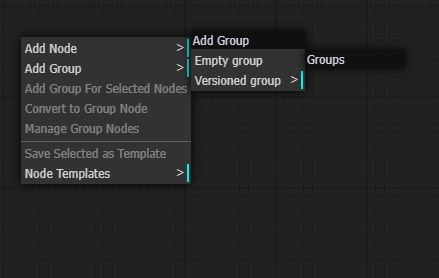 Add Node >
Add Group >
Add Group For Selected Nodes
Convert to Group Node
Manage Group Nodes
Save Selected as Template
Node Templates >
Add Group
Empty group
Versioned group >
Groups